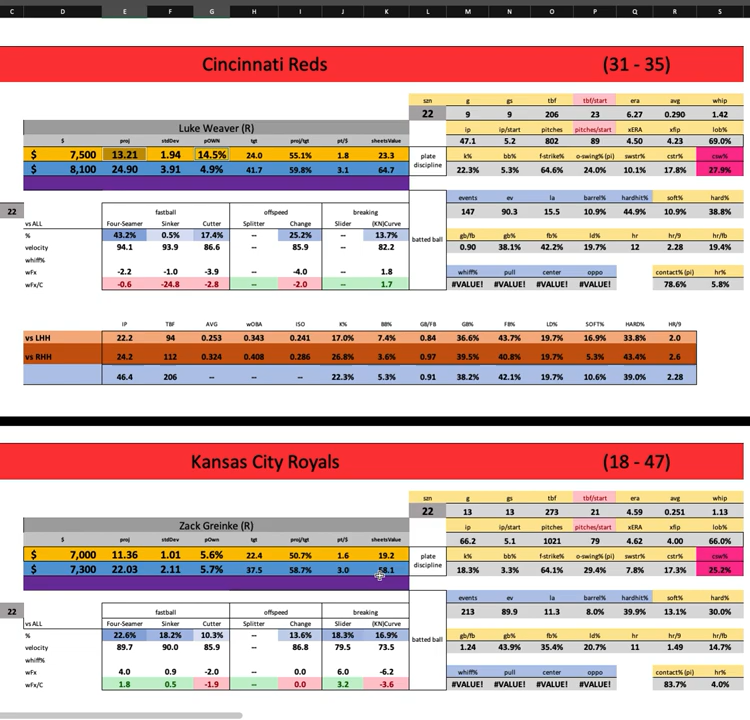 C D E F G H I J K L M N O P Q R S
Cincinnati Reds (31 - 35)
szn g gs tbf tbf/start era avg whip
22 9 9 206 23 6.27 0.290 1.42
Luke Weaver (R) ip ip/start pitches pitches/start xERA xfip lob%
$ proj stdDev pOWN tgt proj/tgt pt/$ sheetsValue 47.1 5.2 802 89 4.50 4.23 69.0%
$ 7,500 13.21 1.94 14.5% 24.0 55.1% 1.8 23.3 plate discipline k% bb% f-strike% o-swing% (pi) swstr% cstr% csw%
$ 8,100 24.90 3.91 4.9% 41.7 59.8% 3.1 64.7 22.3% 5.3% 64.6% 24.0% 10.1% 17.8% 27.9%
events ev la barrel% hardhit% soft% hard%
22 fastball offspeed breaking 147 90.3 15.5 10.9% 44.9% 10.9% 38.8%
vs ALL Four-Seamer Sinker Cutter Splitter Change Slider (KN)Curve
% 43.2% 0.5% 17.4% -- 25.2% -- 13.7% batted ball gb/fb gb% fb% ld% hr hr/9 hr/fb
velocity 94.1 93.9 86.6 -- 85.9 -- 82.2 0.90 38.1% 42.2% 19.7% 12 2.28 19.4%
whiff%
wFx -2.2 -1.0 -3.9 -- -4.0 -- 1.8 whiff% pull center oppo contact% (pi) hr%
wFx/C -0.6 -24.8 -2.8 -- -2.0 -- 1.7 #VALUE! #VALUE! #VALUE! #VALUE! 78.6% 5.8%
IP TBF AVG wOBA ISO K% BB% GB/FB GB% FB% LD% SOFT% HARD% HR/9
vs LHH 22.2 94 0.253 0.343 0.241 17.0% 7.4% 0.84 36.6% 43.7% 19.7% 16.9% 33.8% 2.0
vs RHH 24.2 112 0.324 0.408 0.286 26.8% 3.6% 0.97 39.5% 40.8% 19.7% 5.3% 43.4% 2.6
46.4 206 -- -- -- 22.3% 5.3% 0.91 38.2% 42.1% 19.7% 10.6% 39.0% 2.28
Kansas City Royals (18 - 47)
szn g gs tbf tbf/start era avg whip
22 13 13 273 21 4.59 0.251 1.13
Zack Greinke (R) ip ip/start pitches pitches/start xERA xfip lob%
$ proj stdDev pOWN tgt proj/tgt pt/$ sheetsValue 66.2 5.1 1021 79 4.62 4.00 66.0%
$ 7,000 11.36 1.01 5.6% 22.4 50.7% 1.6 19.2 plate discipline k% bb% f-strike% o-swing% (pi) swstr% cstr% csw%
$ 7,300 22.03 2.11 5.7% 37.5 58.7% 3.0 58.1 18.3% 3.3% 64.1% 29.4% 7.8% 17.3% 25.2%
events ev la barrel% hardhit% soft% hard%
22 fastball offspeed breaking 213 89.9 11.3 8.0% 39.9% 13.1% 30.0%
vs ALL Four-Seamer Sinker Cutter Splitter Change Slider (KN)Curve
% 22.6% 18.2% 10.3% -- 13.6% 18.3% 16.9% batted ball gb/fb gb% fb% ld% hr hr/9 hr/fb
velocity 89.7 90.0 85.9 -- 86.8 79.5 73.5 1.24 43.9% 35.4% 20.7% 11 1.49 14.7%
whiff%
wFx 4.0 0.9 -2.0 -- 0.0 6.0 -6.2 whiff% pull center oppo contact% (pi) hr%
wFx/C 1.8 0.5 -1.9 -- 0.0 3.2 -3.6 #VALUE! #VALUE! #VALUE! #VALUE! 83.7% 4.0%